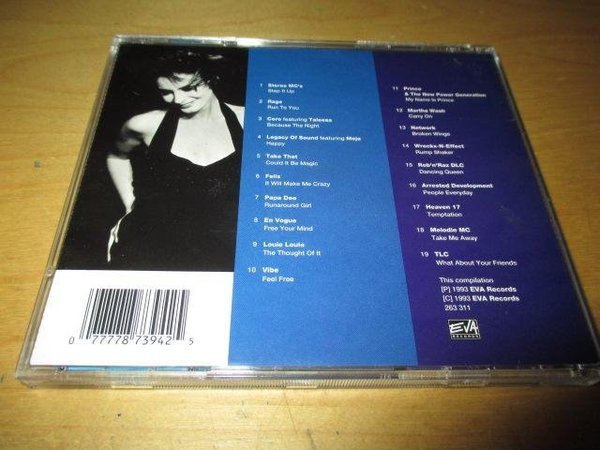 1 Stereo MC's
Step It Up
2 Rage
Run To You
3 Coro featuring Taleesa
Because The Night
4 Legacy Of Sound featuring Meja
Happy
5 Take That
Could It Be Magic
6 Felix
It Will Make Me Crazy
7 Papa Dee
Runaround Girl
8 En Vogue
Free Your Mind
9 Louie Louie
The Thought Of It
10 Vibe
Feel Free
11 Prince
& The New Power Generation
My Name Is Prince
12 Martha Wash
Carry On
13 Network
Broken Wings
14 Wreckx-N-Effect
Rump Shaker
15 Rob'n'Raz DLC
Dancing Queen
16 Arrested Development
People Everyday
17 Heaven 17
Temptation
18 Melodie MC
Take Me Away
19 TLC
What About Your Friends
This compilation
[P] 1993 EVA Records
[C] 1993 EVA Records
263 311
EVA
RECORDS
0 77778 73942 5